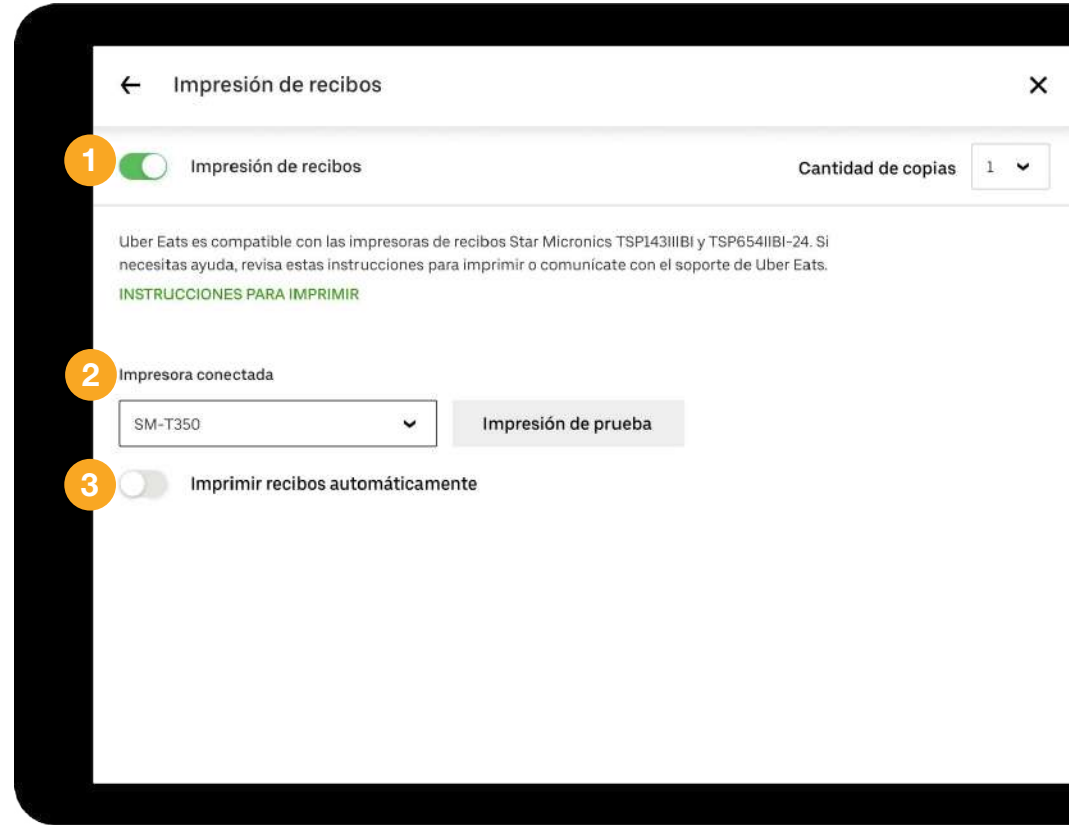 Impresión de recibos
1
Impresión de recibos
Cantidad de copias
1
Uber Eats es compatible con las impresoras de recibos Star Micronics TSP143IIIBI y TSP654IIBI-24. Si
necesitas ayuda, revisa estas instrucciones para imprimir o comunícate con el soporte de Uber Eats.
INSTRUCCIONES PARA IMPRIMIR
2
Impresora conectada
SM-T350
Impresión de prueba
3
Imprimir recibos automáticamente